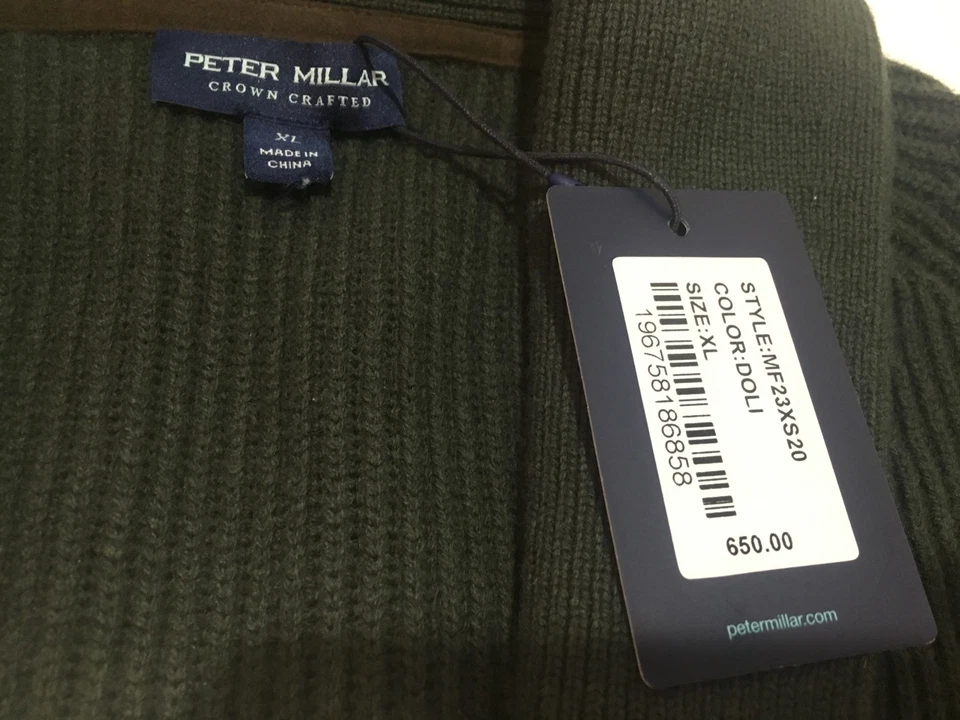 PETER MILLAR
CROWN CRAFTED
XL
MADE IN
CHINA
STYLE:MF23XS20
COLOR:DOLI
SIZE:XL
196758186858
650.00
petermillar.com